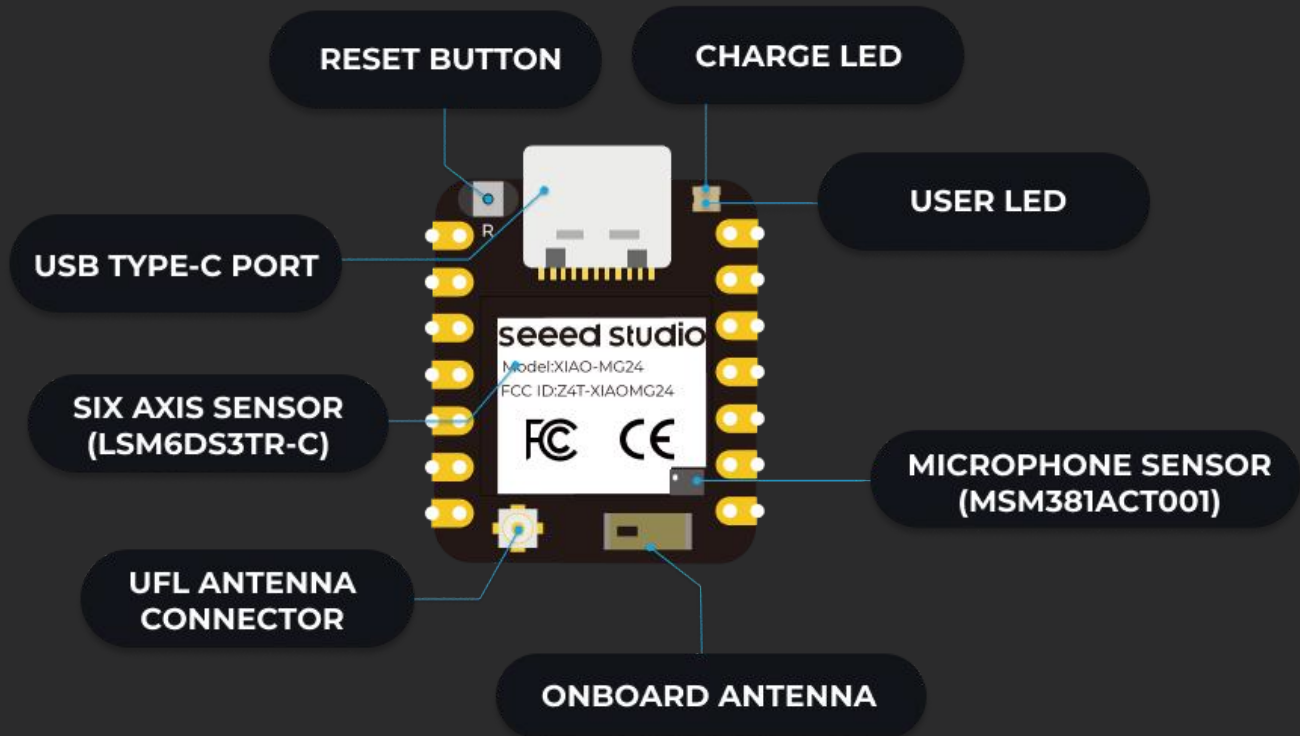 RESET BUTTON
CHARGE LED
USER LED
R
USB TYPE-C PORT
seeed studio
Model:XIAO-MG24
FCC ID:Z4T-XIAOMG24
FC CE
SIX AXIS SENSOR
(LSM6DS3TR-C)
MICROPHONE SENSOR
(MSM381ACT001)
UFL ANTENNA
CONNECTOR
ONBOARD ANTENNA